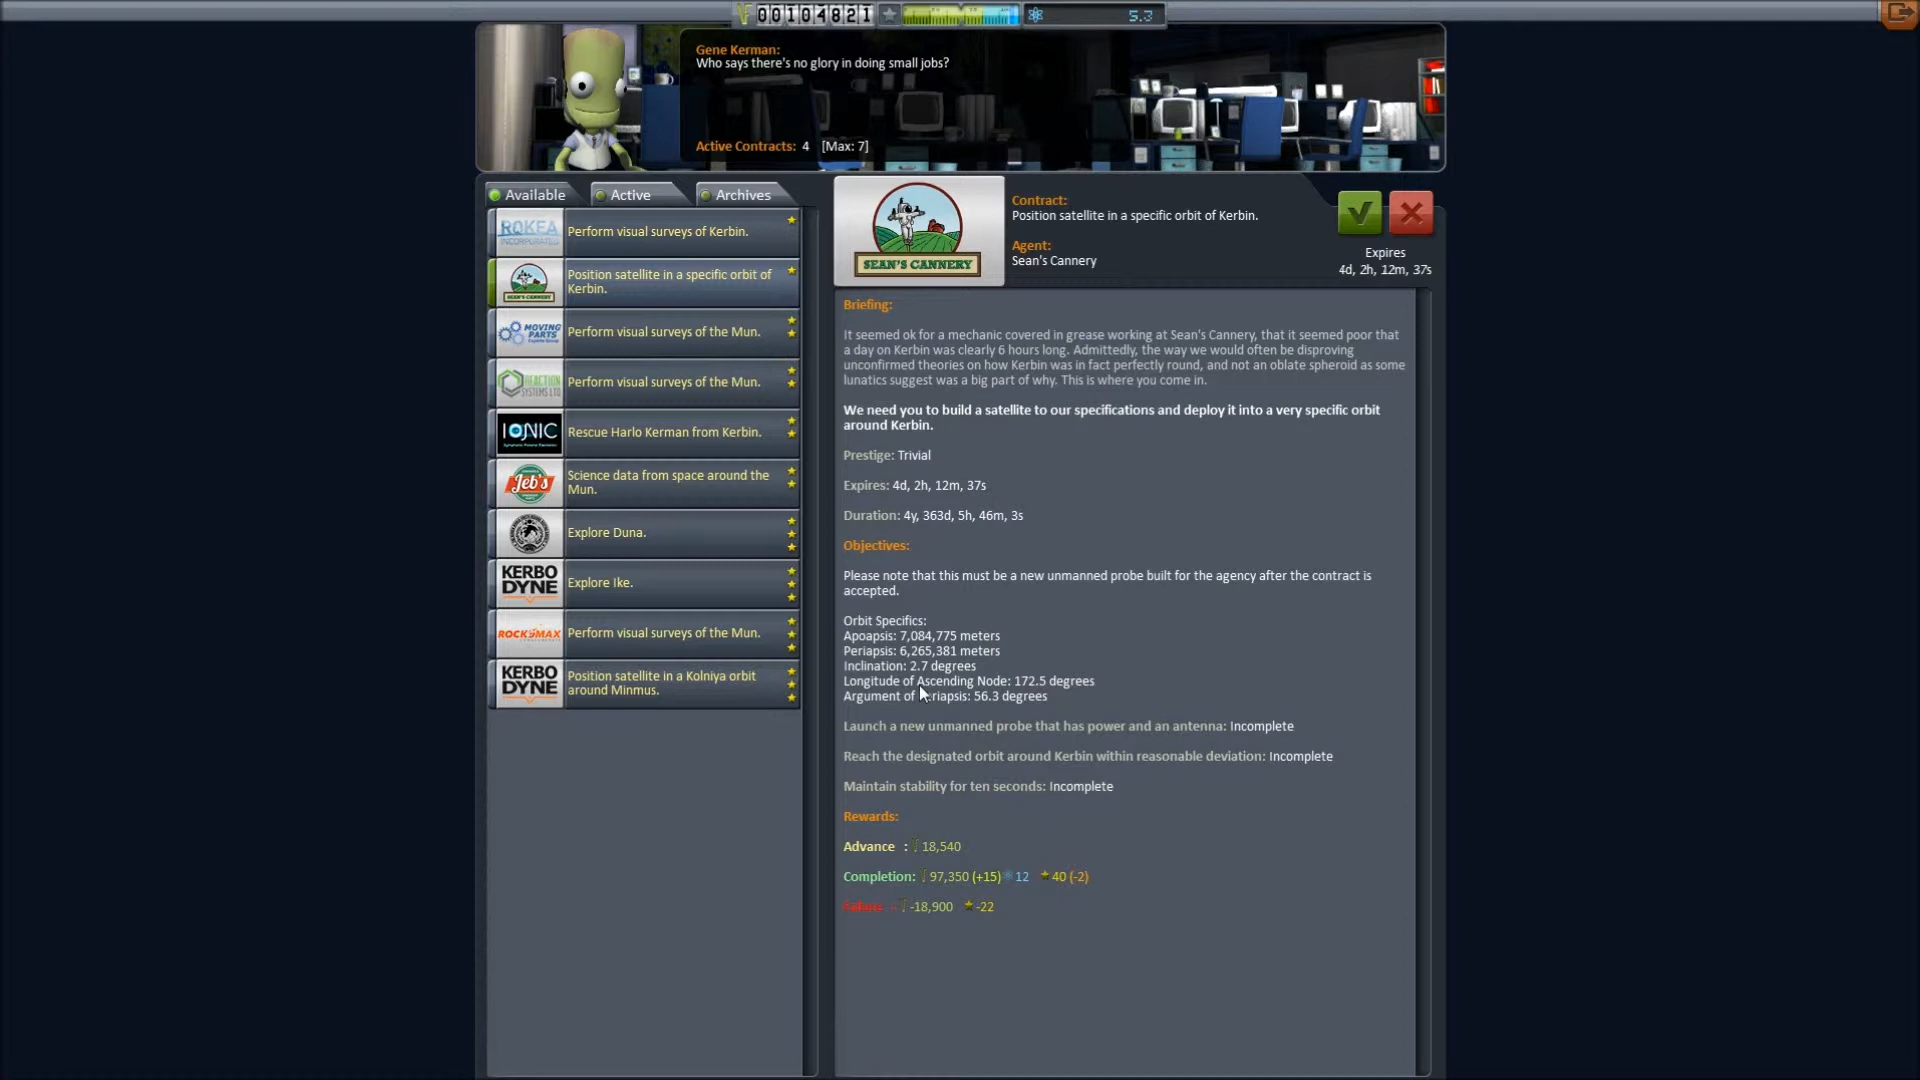 00104821
5.3
Gene Kerman:
Who says there's no glory in doing small jobs?
Active Contracts: 4 [Max: 7]
Available
Active
Archives
ROKEA
INCORPORATED
Perform visual surveys of Kerbin.
Position satellite in a specific orbit of
Kerbin.
MOVING
PARTS
Perform visual surveys of the Mun.
REACTION
SYSTEMS LTD
Perform visual surveys of the Mun.
IONIC
Rescue Harlo Kerman from Kerbin.
Jeb's
Science data from space around the
Mun.
Explore Duna.
KERBO
DYNE
Explore Ike.
ROCKOMAX
Perform visual surveys of the Mun.
KERBO
DYNE
Position satellite in a Kolniya orbit
around Minmus.
SEAN'S CANNERY
Contract:
Position satellite in a specific orbit of Kerbin.
Agent:
Sean's Cannery
Expires
4d, 2h, 12m, 37s
Briefing:
It seemed ok for a mechanic covered in grease working at Sean's Cannery, that it seemed poor that
a day on Kerbin was clearly 6 hours long. Admittedly, the way we would often be disproving
unconfirmed theories on how Kerbin was in fact perfectly round, and not an oblate spheroid as some
lunatics suggest was a big part of why. This is where you come in.
We need you to build a satellite to our specifications and deploy it into a very specific orbit
around Kerbin.
Prestige: Trivial
Expires: 4d, 2h, 12m, 37s
Duration: 4y, 363d, 5h, 46m, 3s
Objectives:
Please note that this must be a new unmanned probe built for the agency after the contract is
accepted.
Orbit Specifics:
Apoapsis: 7,084,775 meters
Periapsis: 6,265,381 meters
Inclination: 2.7 degrees
Longitude of Ascending Node: 172.5 degrees
Argument of Periapsis: 56.3 degrees
Launch a new unmanned probe that has power and an antenna: Incomplete
Reach the designated orbit around Kerbin within reasonable deviation: Incomplete
Maintain stability for ten seconds: Incomplete
Rewards:
Advance : 18,540
Completion: 97,350 (+15) 12 40 (-2)
Failure -18,900 -22